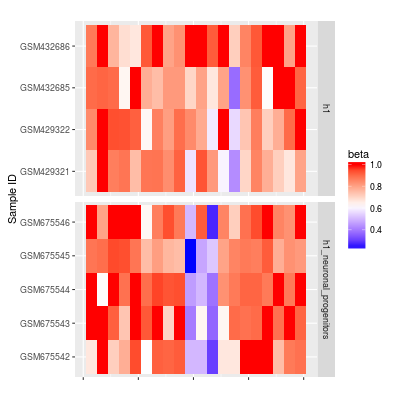 Sample ID
GSM432686
GSM432685
GSM429322
GSM429321
h1
GSM675546
GSM675545
GSM675544
GSM675543
GSM675542
h1_neuronal_progenitors
beta
1.0
0.8
0.6
0.4